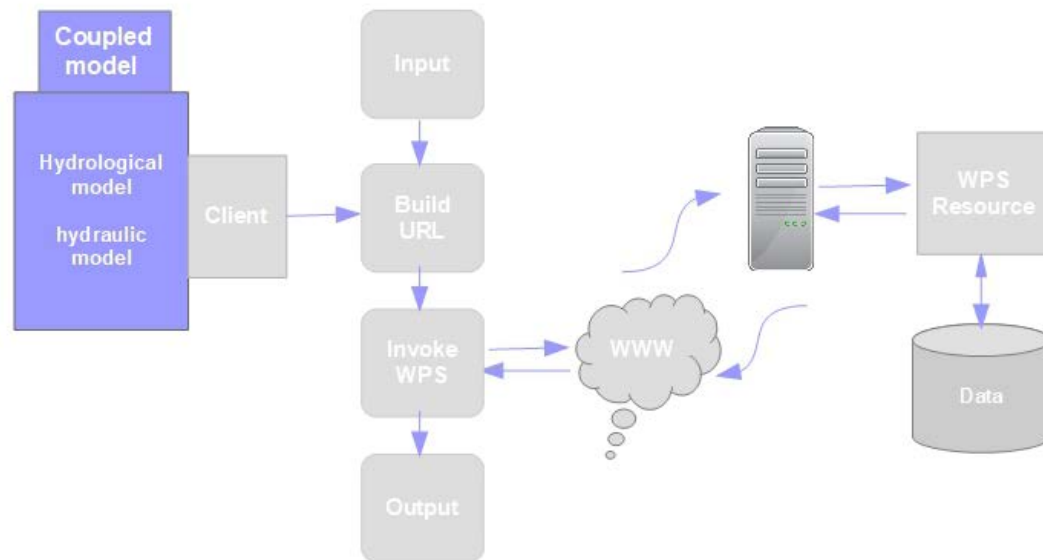 Coupled
model
Hydrological
model
hydraulic
model
Client
Input
Build
URL
Invoke
WPS
Output
WWW
WPS
Resource
Data